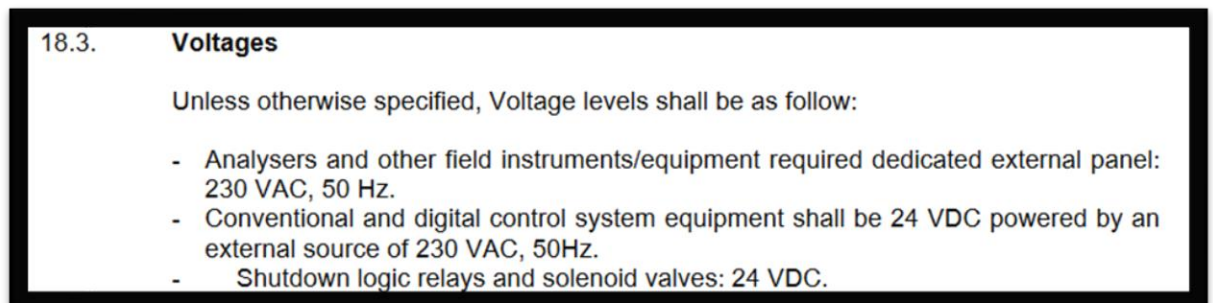 18.3. Voltages
Unless otherwise specified, Voltage levels shall be as follow:
- Analysers and other field instruments/equipment required dedicated external panel:
230 VAC, 50 Hz.
- Conventional and digital control system equipment shall be 24 VDC powered by an
external source of 230 VAC, 50Hz.
- Shutdown logic relays and solenoid valves: 24 VDC.